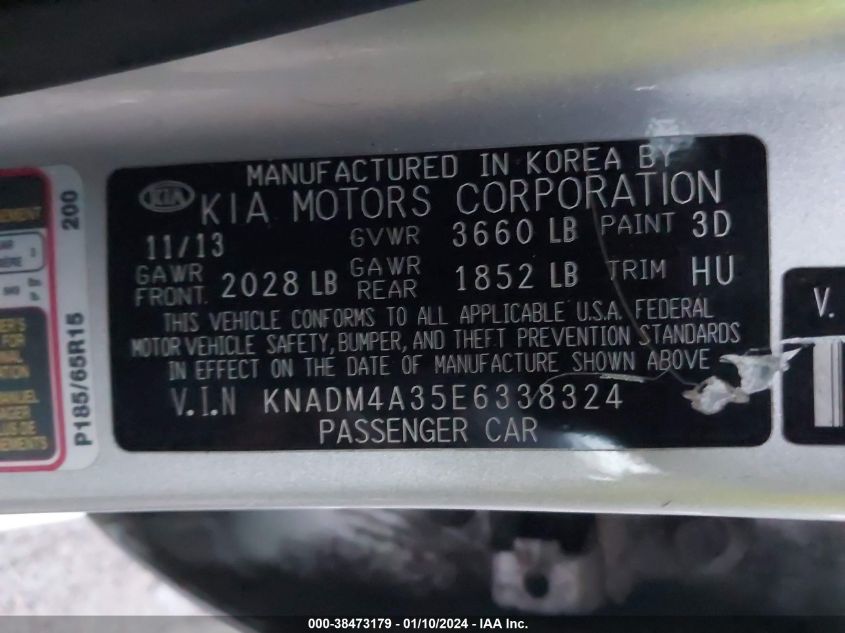 MANUFACTURED IN KOREA BY
KIA KIA MOTORS CORPORATION
11/13 GVWR 3660 LB PAINT 3D
GAWR FRONT 2028 LB GAWR REAR 1852 LB TRIM HU
THIS VEHICLE CONFORMS TO ALL APPLICABLE U.S.A. FEDERAL
MOTOR VEHICLE SAFETY, BUMPER, AND THEFT PREVENTION STANDARDS
IN EFFECT ON THE DATE OF MANUFACTURE SHOWN ABOVE
V.I.N KNADM4A35E6338324
PASSENGER CAR
200
P185/65R15
V.
000-38473179 - 01/10/2024 - IAA Inc.